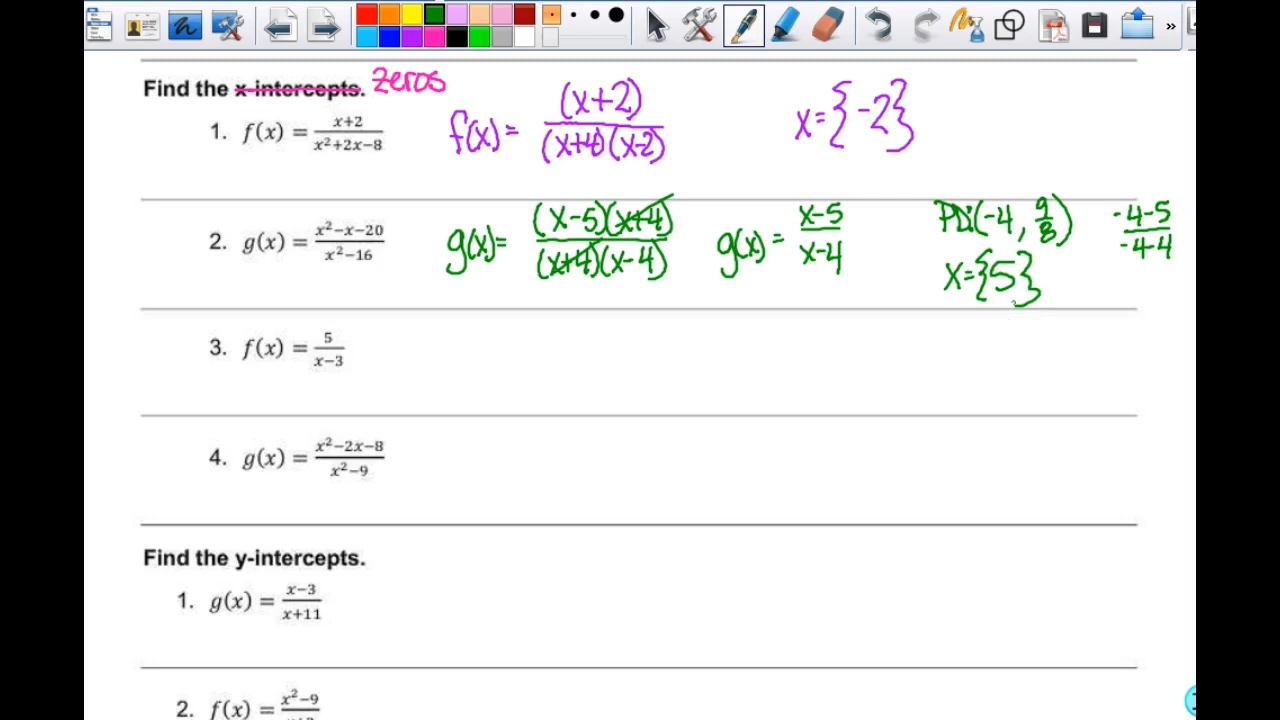 Find the x-intercepts. zeros
1. f(x) = (x+2)/(x²+2x−8) f(x) = (x+2)/((x+4)(x-2)) x={-2}
2. g(x) = (x²−x−20)/(x²−16) g(x) = ((x-5)(x+4))/((x+4)(x-4)) g(x) = (x-5)/(x-4) PD:(-4, 9/8) (-4-5)/(-4-4)
x={5}
3. f(x) = 5/(x−3)
4. g(x) = (x²−2x−8)/(x²−9)
Find the y-intercepts.
1. g(x) = (x−3)/(x+11)
2. f(x) = x²−9